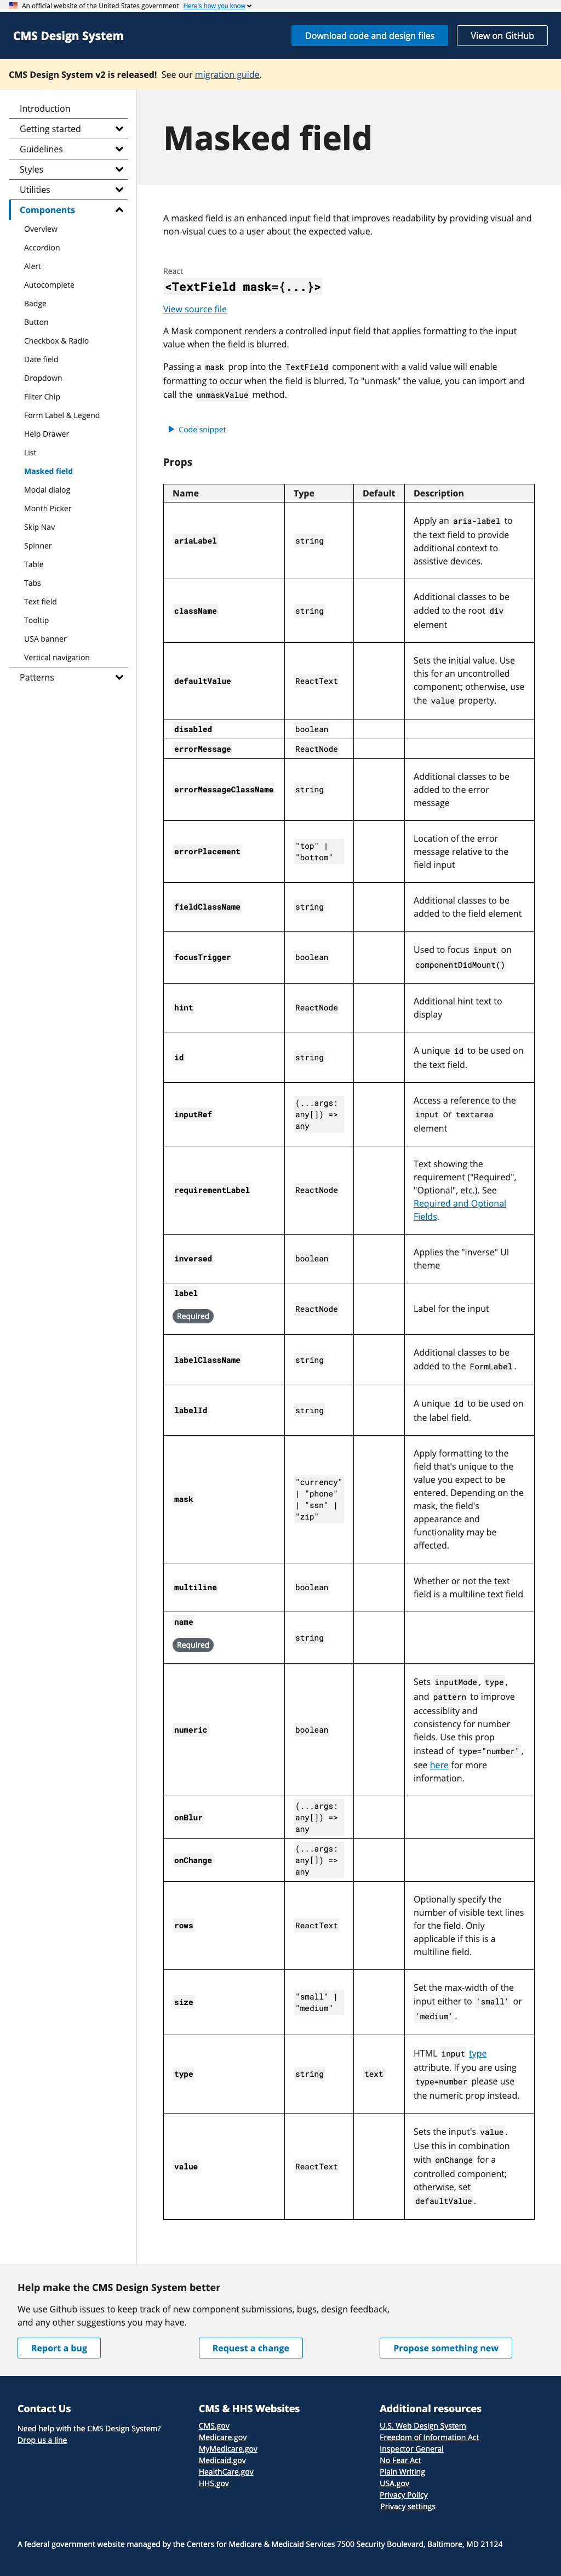 An official website of the United States government Here's how you know
CMS Design System
Download code and design files
View on GitHub
CMS Design System v2 is released! See our migration guide.
Introduction
Getting started
Guidelines
Styles
Utilities
Components
Overview
Accordion
Alert
Autocomplete
Badge
Button
Checkbox & Radio
Date field
Dropdown
Filter Chip
Form Label & Legend
Help Drawer
List
Masked field
Modal dialog
Month Picker
Skip Nav
Spinner
Table
Tabs
Text field
Tooltip
USA banner
Vertical navigation
Patterns
Masked field
A masked field is an enhanced input field that improves readability by providing visual and
non-visual cues to a user about the expected value.
React
<TextField mask={...}>
View source file
A Mask component renders a controlled input field that applies formatting to the input
value when the field is blurred.
Passing a mask prop into the TextField component with a valid value will enable
formatting to occur when the field is blurred. To "unmask" the value, you can import and
call the unmaskValue method.
Code snippet
Props
Name Type Default Description
ariaLabel string Apply an aria-label to
the text field to provide
additional context to
assistive devices.
className string Additional classes to be
added to the root div
element
defaultValue ReactText Sets the initial value. Use
this for an uncontrolled
component; otherwise, use
the value property.
disabled boolean
errorMessage ReactNode
errorMessageClassName string Additional classes to be
added to the error
message
errorPlacement "top" |
"bottom"
Location of the error
message relative to the
field input
fieldClassName string Additional classes to be
added to the field element
focusTrigger boolean Used to focus input on
componentDidMount()
hint ReactNode Additional hint text to
display
id string A unique id to be used on
the text field.
inputRef (...args:
any[]) =>
any
Access a reference to the
input or textarea
element
requirementLabel ReactNode Text showing the
requirement ("Required",
"Optional", etc.). See
Required and Optional
Fields.
inversed boolean Applies the "inverse" UI
theme
label
Required
ReactNode Label for the input
labelClassName string Additional classes to be
added to the FormLabel.
labelId string A unique id to be used on
the label field.
mask "currency"
| "phone"
| "ssn" |
"zip"
Apply formatting to the
field that's unique to the
value you expect to be
entered. Depending on the
mask, the field's
appearance and
functionality may be
affected.
multiline boolean Whether or not the text
field is a multiline text field
name
Required
string
numeric boolean Sets inputMode, type,
and pattern to improve
accessiblity and
consistency for number
fields. Use this prop
instead of type="number",
see here for more
information.
onBlur (...args:
any[]) =>
any
onChange (...args:
any[]) =>
any
rows ReactText Optionally specify the
number of visible text lines
for the field. Only
applicable if this is a
multiline field.
size "small" |
"medium"
Set the max-width of the
input either to 'small' or
'medium'.
type string text HTML input type
attribute. If you are using
type=number please use
the numeric prop instead.
value ReactText Sets the input's value.
Use this in combination
with onChange for a
controlled component;
otherwise, set
defaultValue.
Help make the CMS Design System better
We use Github issues to keep track of new component submissions, bugs, design feedback,
and any other suggestions you may have.
Report a bug
Request a change
Propose something new
Contact Us
Need help with the CMS Design System?
Drop us a line
CMS & HHS Websites
CMS.gov
Medicare.gov
MyMedicare.gov
Medicaid.gov
HealthCare.gov
HHS.gov
Additional resources
U.S. Web Design System
Freedom of Information Act
Inspector General
No Fear Act
Plain Writing
USA.gov
Privacy Policy
Privacy settings
A federal government website managed by the Centers for Medicare & Medicaid Services 7500 Security Boulevard, Baltimore, MD 21124